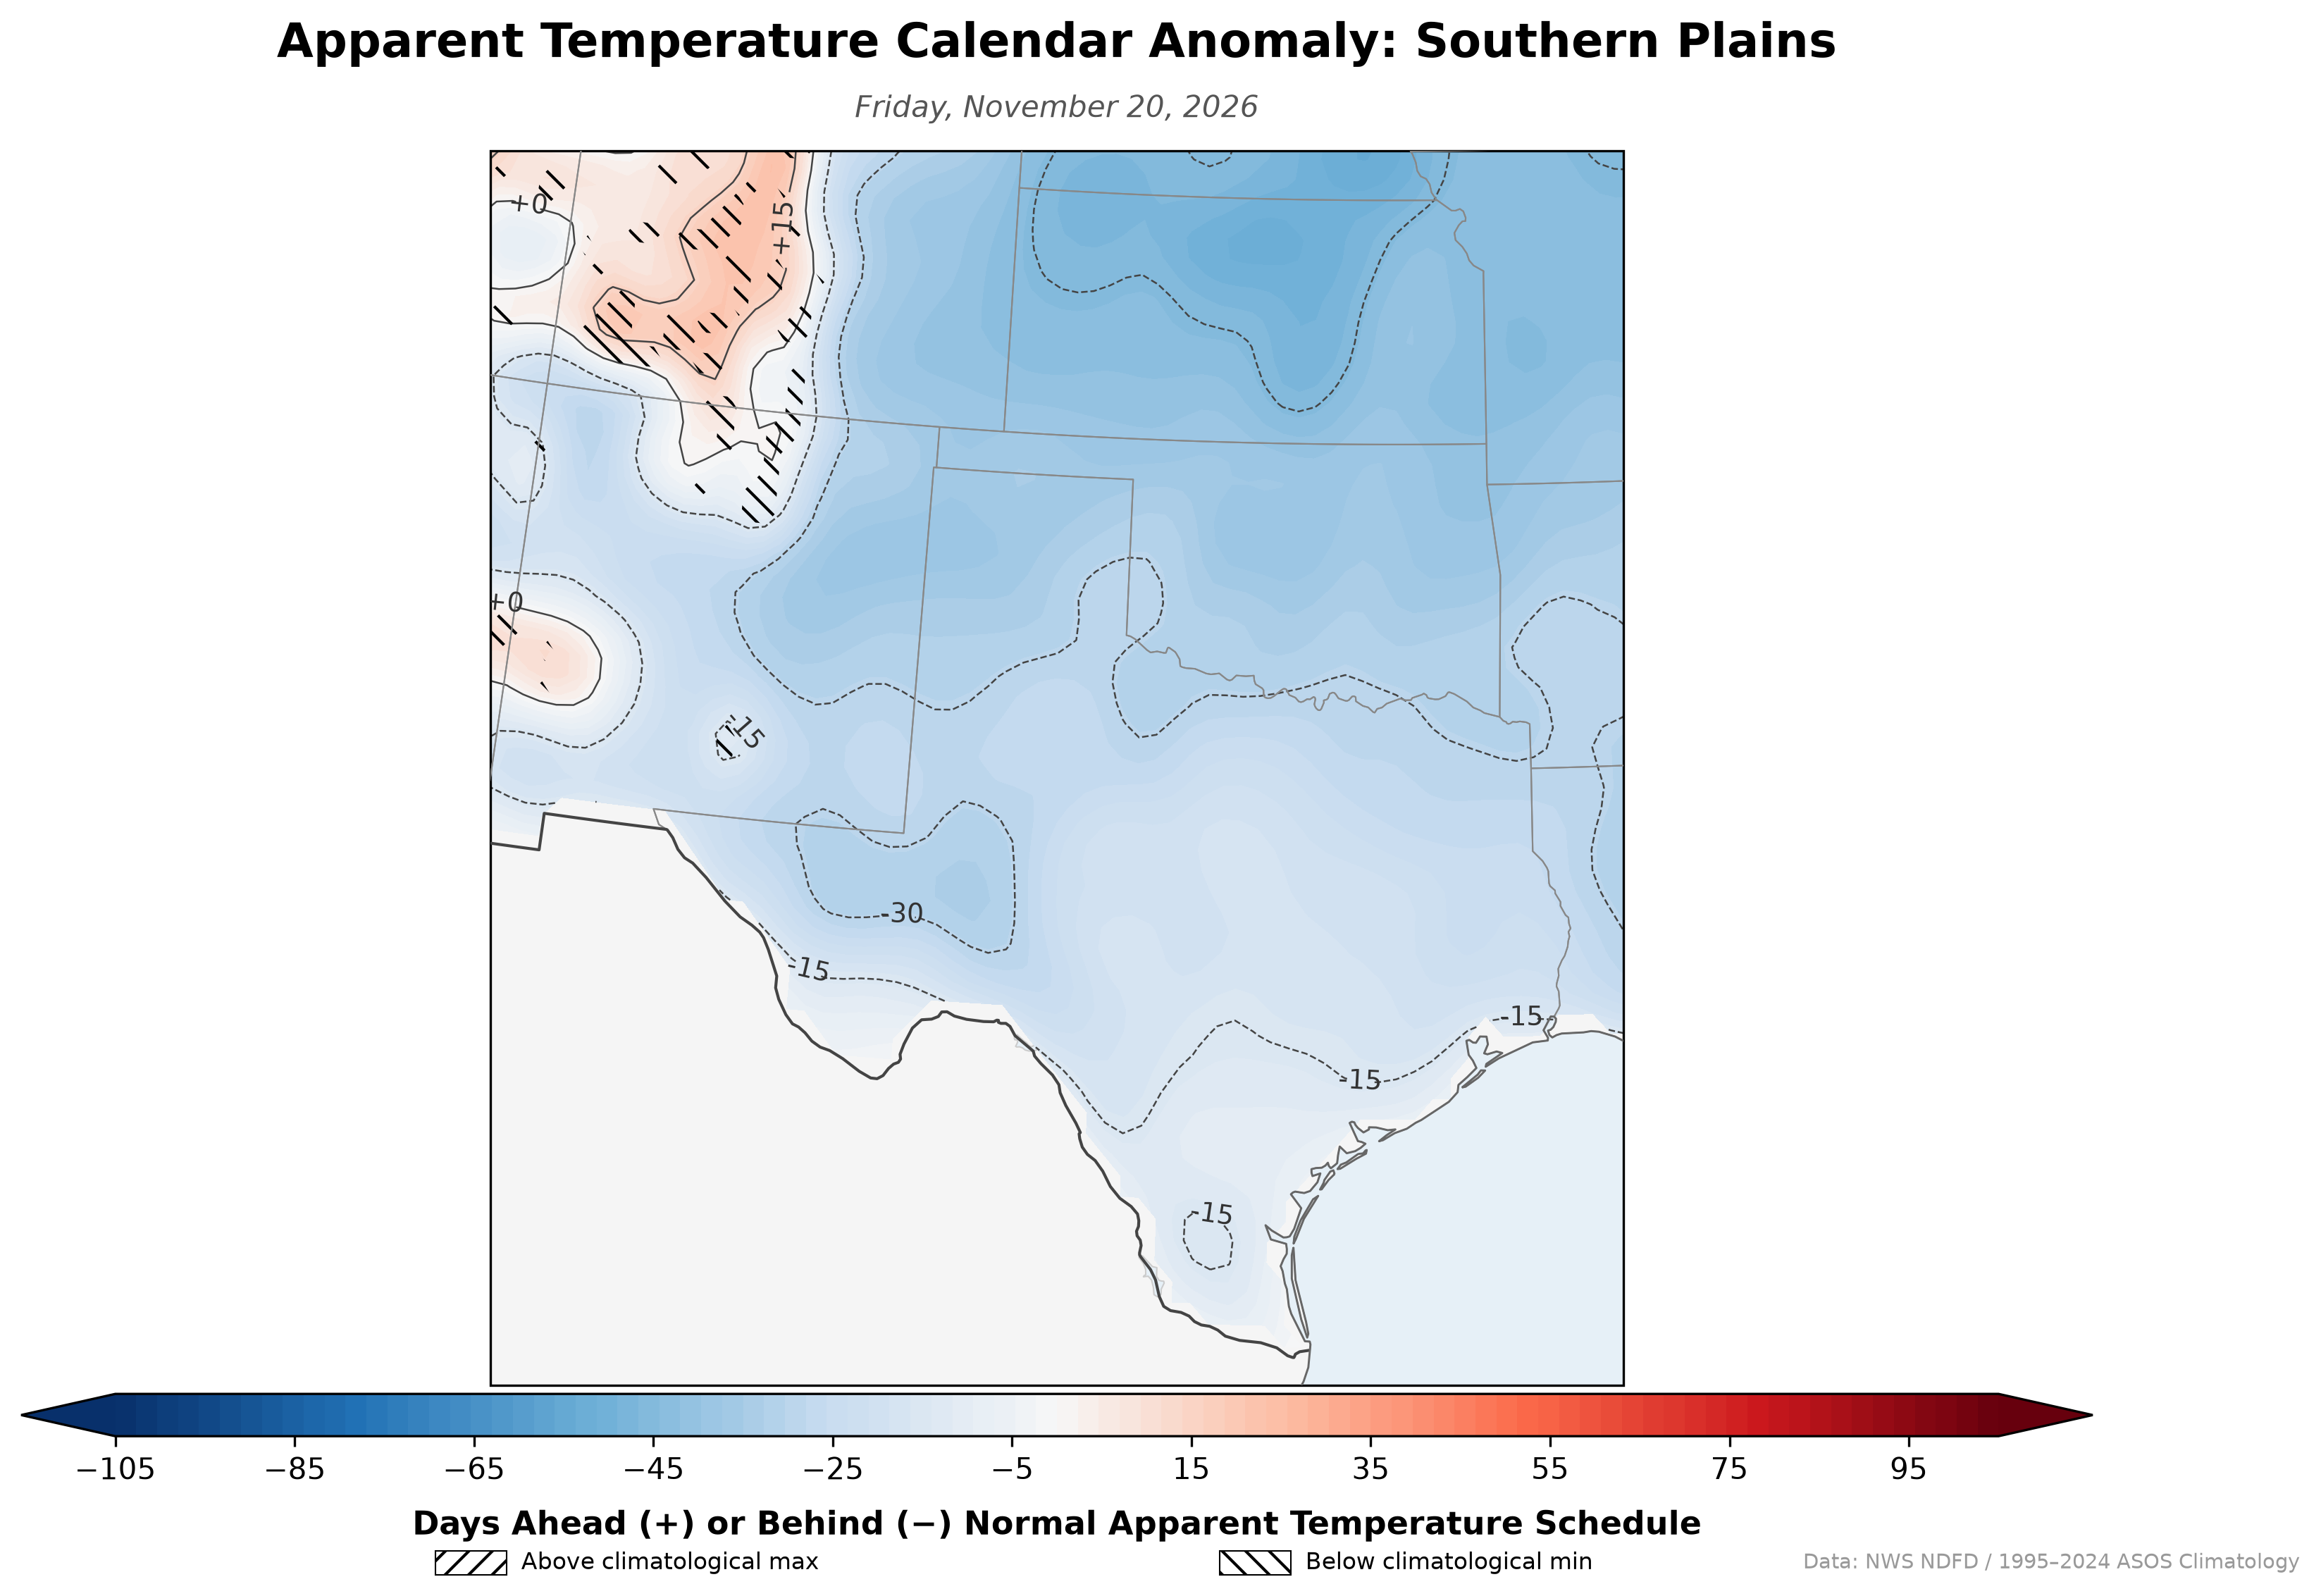 Apparent Temperature Calendar Anomaly: Southern Plains
Friday, November 20, 2026
+0
+15
+0
-15
-30
-15
-15
-15
-15
−105 −85 −65 −45 −25 −5 15 35 55 75 95
Days Ahead (+) or Behind (−) Normal Apparent Temperature Schedule
Above climatological max Below climatological min Data: NWS NDFD / 1995–2024 ASOS Climatology